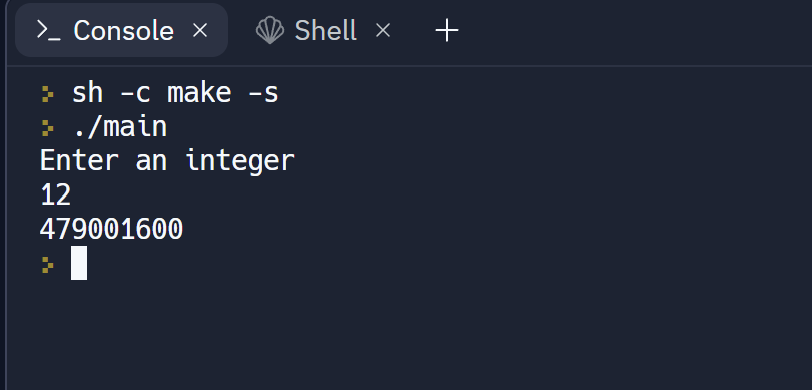 Console × Shell × +
sh -c make -s
./main
Enter an integer
12
479001600